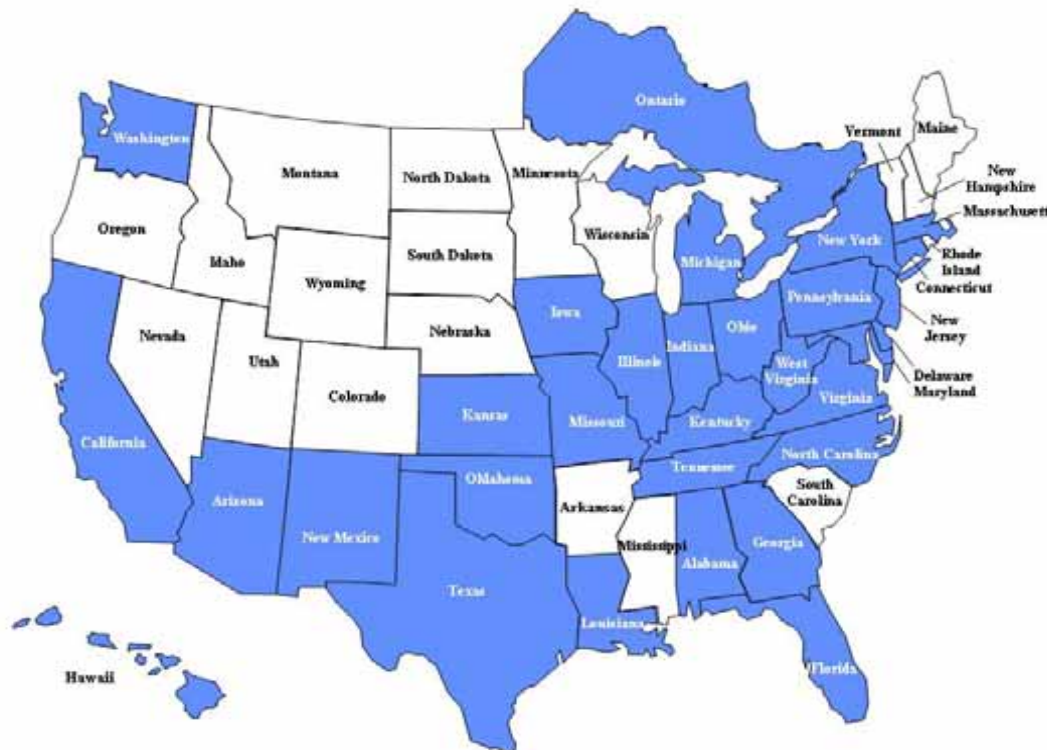 Ontario
Washington
Vermont
Maine
Montana
North Dakota
Minnesota
New
Hampshire
Massachusett
Oregon
Wisconsin
New York
Idaho
South Dakota
Michigan
Rhode
Island
Connecticut
Wyoming
Pennsylvania
Nebraska
Iowa
Ohio
New
Jersey
Nevada
Utah
Illinois
Indiana
West
Virginia
Delaware
Maryland
Colorado
Virginia
Kansas
Missouri
Kentucky
California
North Carolina
Tennessee
OMahoma
South
Carolina
Arizona
Arkansas
New Mexico
Mississippi
Georgia
Alabama
Texas
Louisiana
Florida
Hawaii